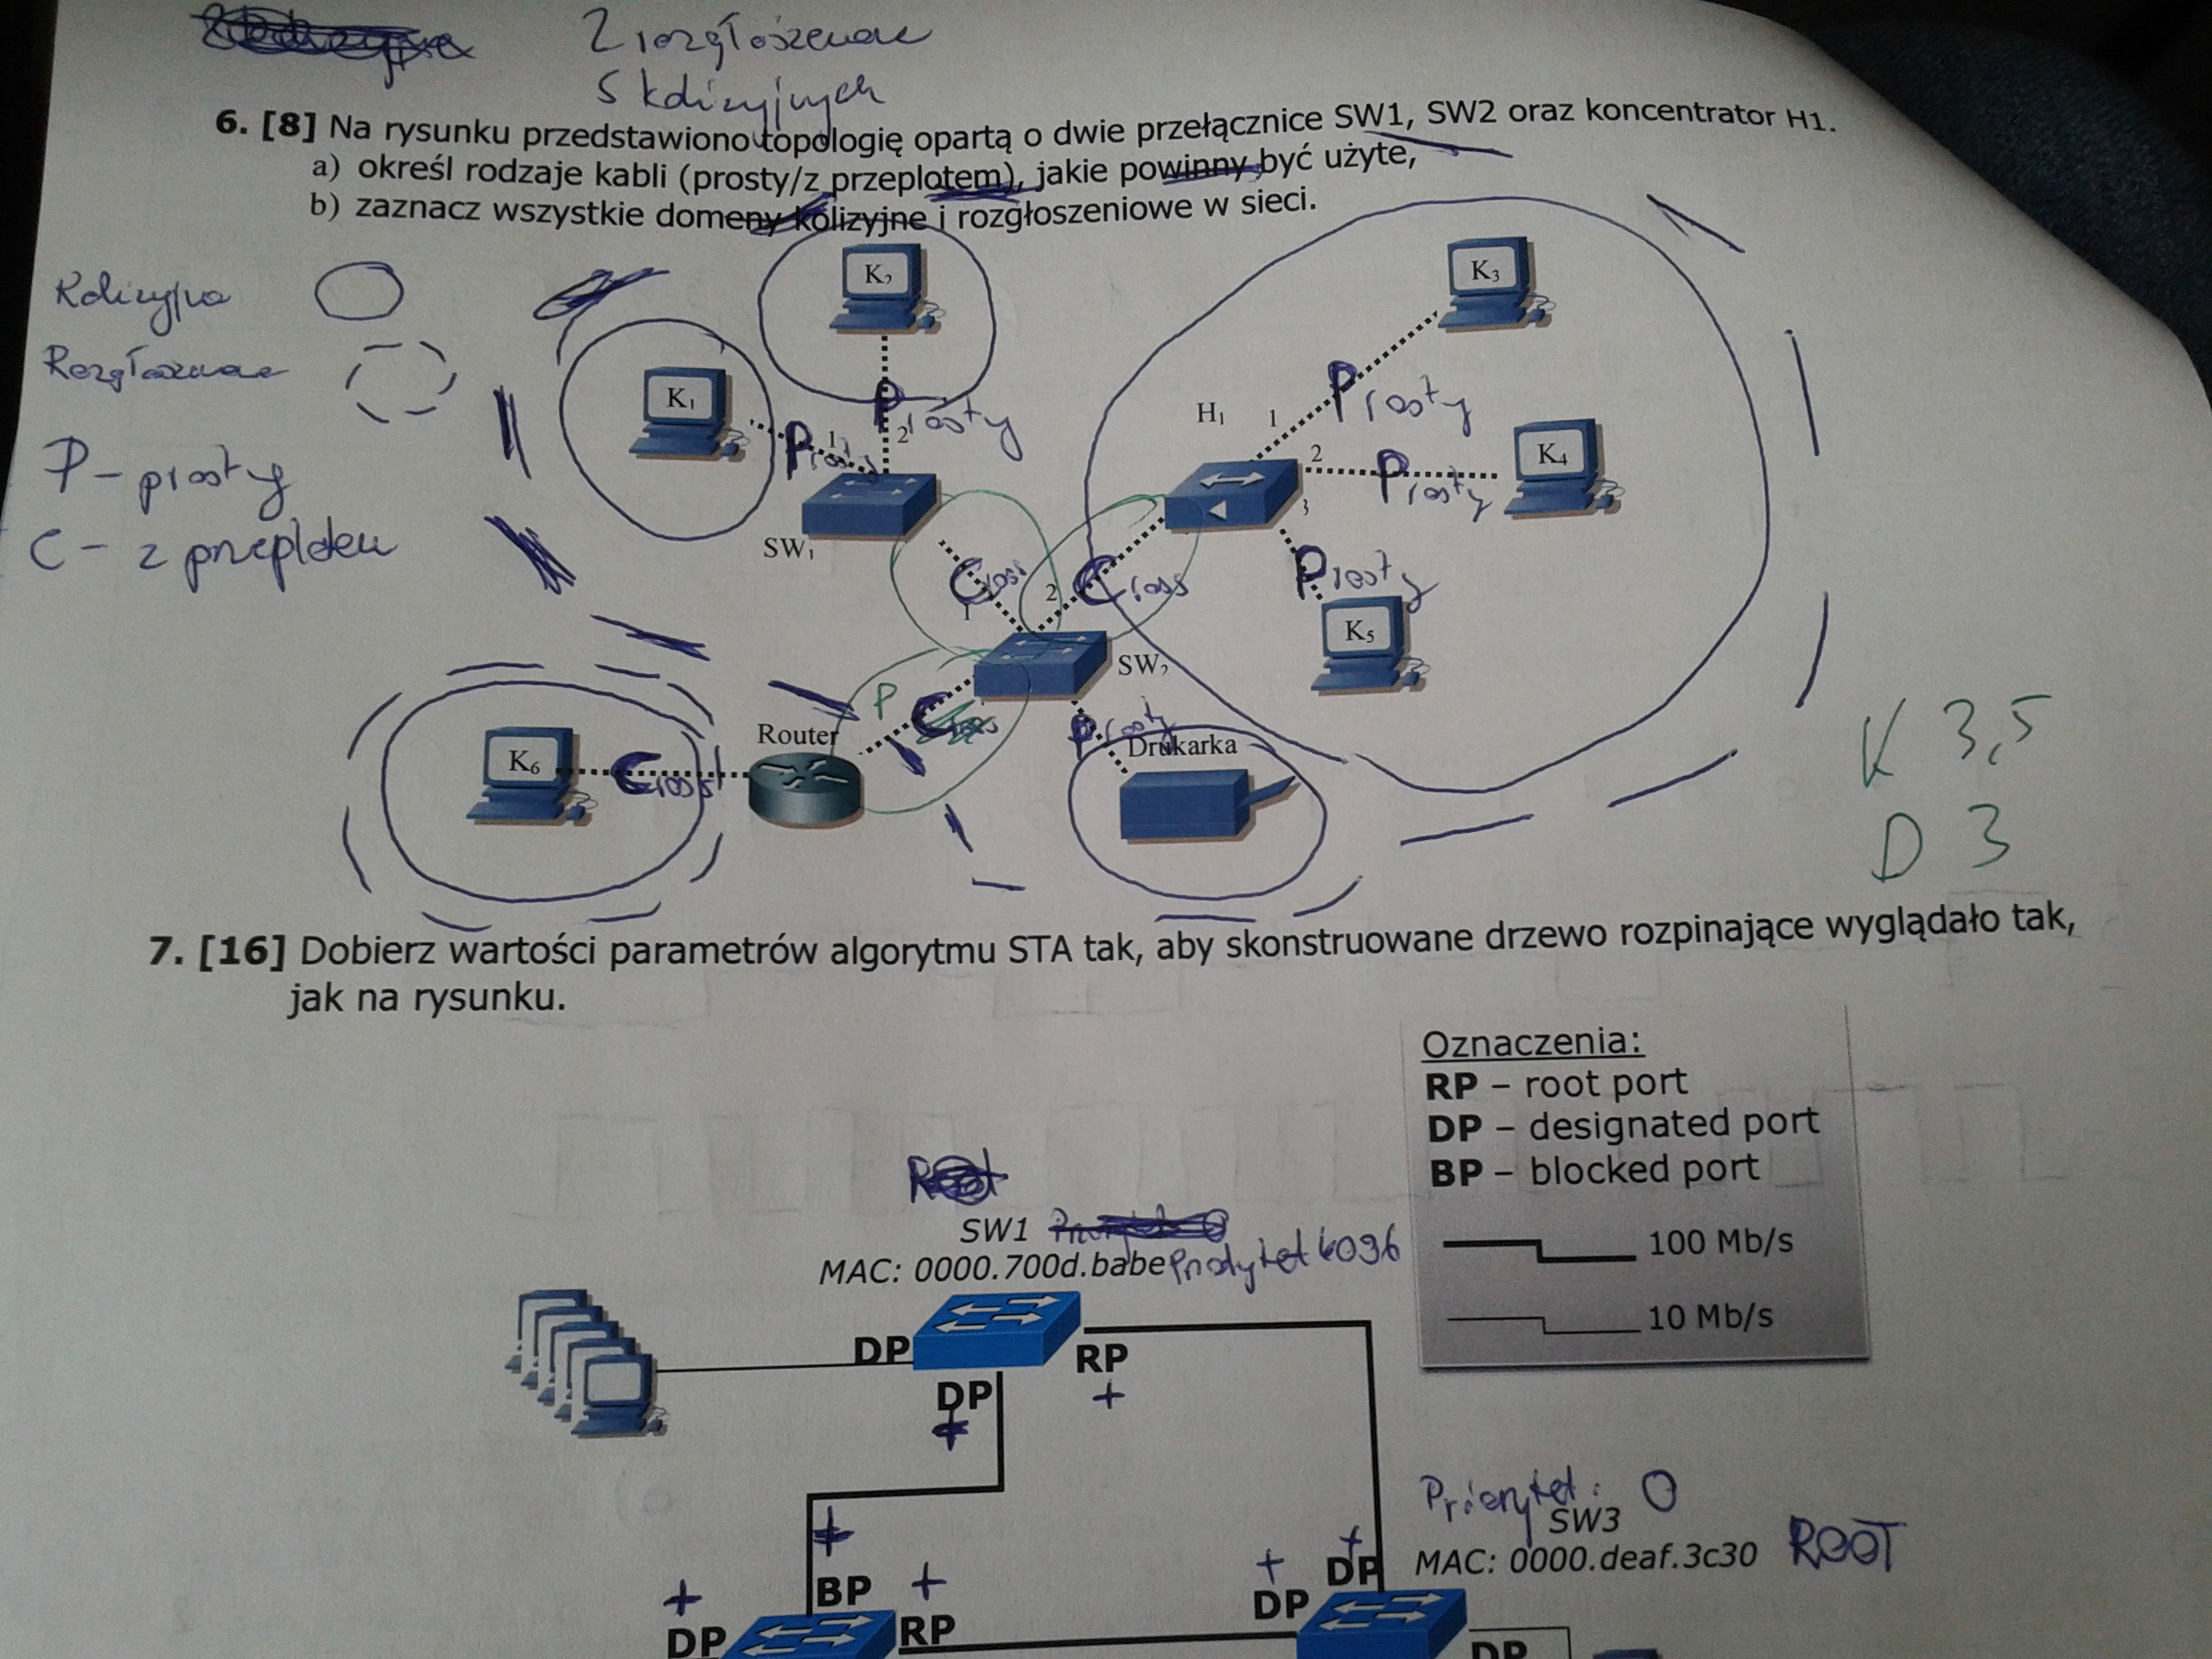 2 rozgłoszeniowe
5 kolizyjnych
6. [8] Na rysunku przedstawiono topologię opartą o dwie przełącznice SW1, SW2 oraz koncentrator H1.
a) określ rodzaje kabli (prosty/z przeplotem), jakie powinny być użyte,
b) zaznacz wszystkie domeny kolizyjne i rozgłoszeniowe w sieci.
Kolizyjna
P - prosty
C - z przeplotem
K2
K3
K1
1
Prosty
2
Prosty
H1
1
Prosty
2
Prosty
K4
3
SW1
Cross
1
2
Cross
Prosty
K5
SW2
P
Router
Prosty
Drukarka
K6
Cross
K 3,5
D 3
7. [16] Dobierz wartości parametrów algorytmu STA tak, aby skonstruowane drzewo rozpinające wyglądało tak,
jak na rysunku.
Oznaczenia:
RP – root port
DP – designated port
BP – blocked port
100 Mb/s
10 Mb/s
SW1
MAC: 0000.700d.babe Priorytet 4096
DP
RP
+
DP
+
Priorytet: 0
SW3
MAC: 0000.deaf.3c30 ROOT
+
+
BP
+
DP
RP
+
+
DP
DP
DP